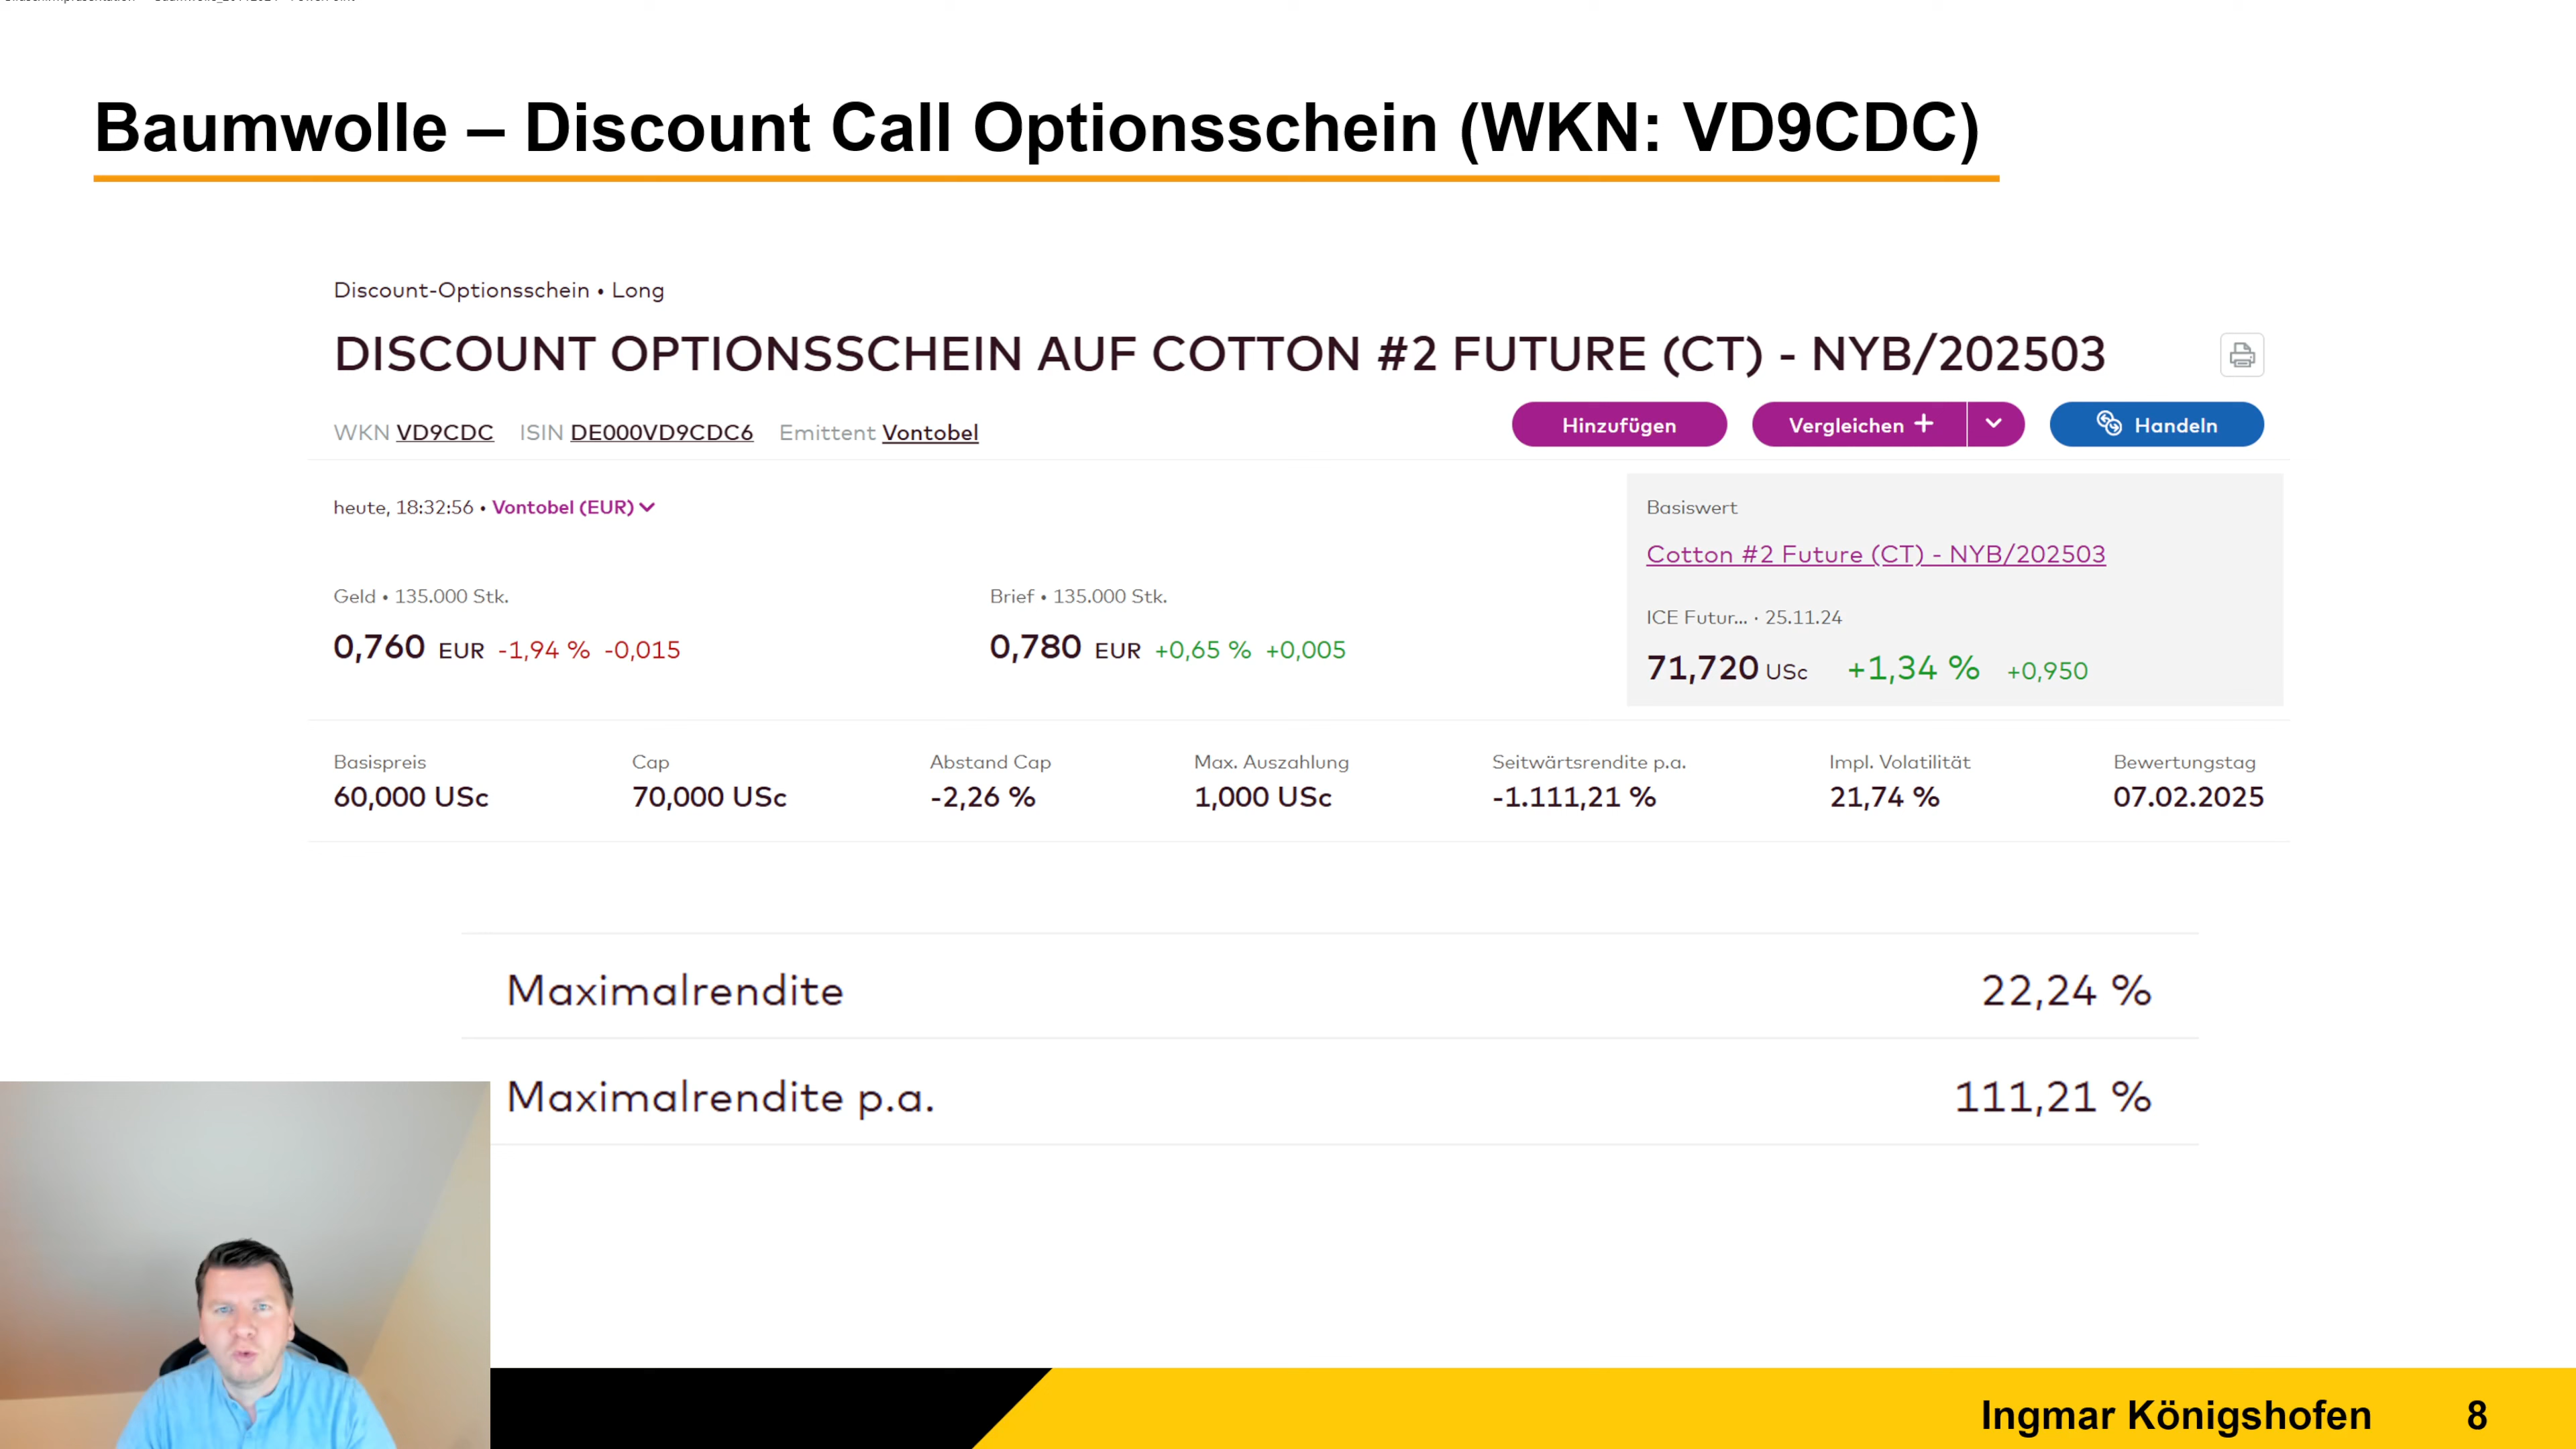 Baumwolle – Discount Call Optionsschein (WKN: VD9CDC)
Discount-Optionsschein • Long
DISCOUNT OPTIONSSCHEIN AUF COTTON #2 FUTURE (CT) - NYB/202503
WKN VD9CDC ISIN DE000VD9CDC6 Emittent Vontobel
Hinzufügen Vergleichen + Handeln
heute, 18:32:56 • Vontobel (EUR)
Geld • 135.000 Stk.
0,760 EUR -1,94 % -0,015
Brief • 135.000 Stk.
0,780 EUR +0,65 % +0,005
Basiswert
Cotton #2 Future (CT) - NYB/202503
ICE Futur... · 25.11.24
71,720 USc +1,34 % +0,950
Basispreis Cap Abstand Cap Max. Auszahlung Seitwärtsrendite p.a. Impl. Volatilität Bewertungstag
60,000 USc 70,000 USc -2,26 % 1,000 USc -1.111,21 % 21,74 % 07.02.2025
Maximalrendite 22,24 %
Maximalrendite p.a. 111,21 %
Ingmar Königshofen 8